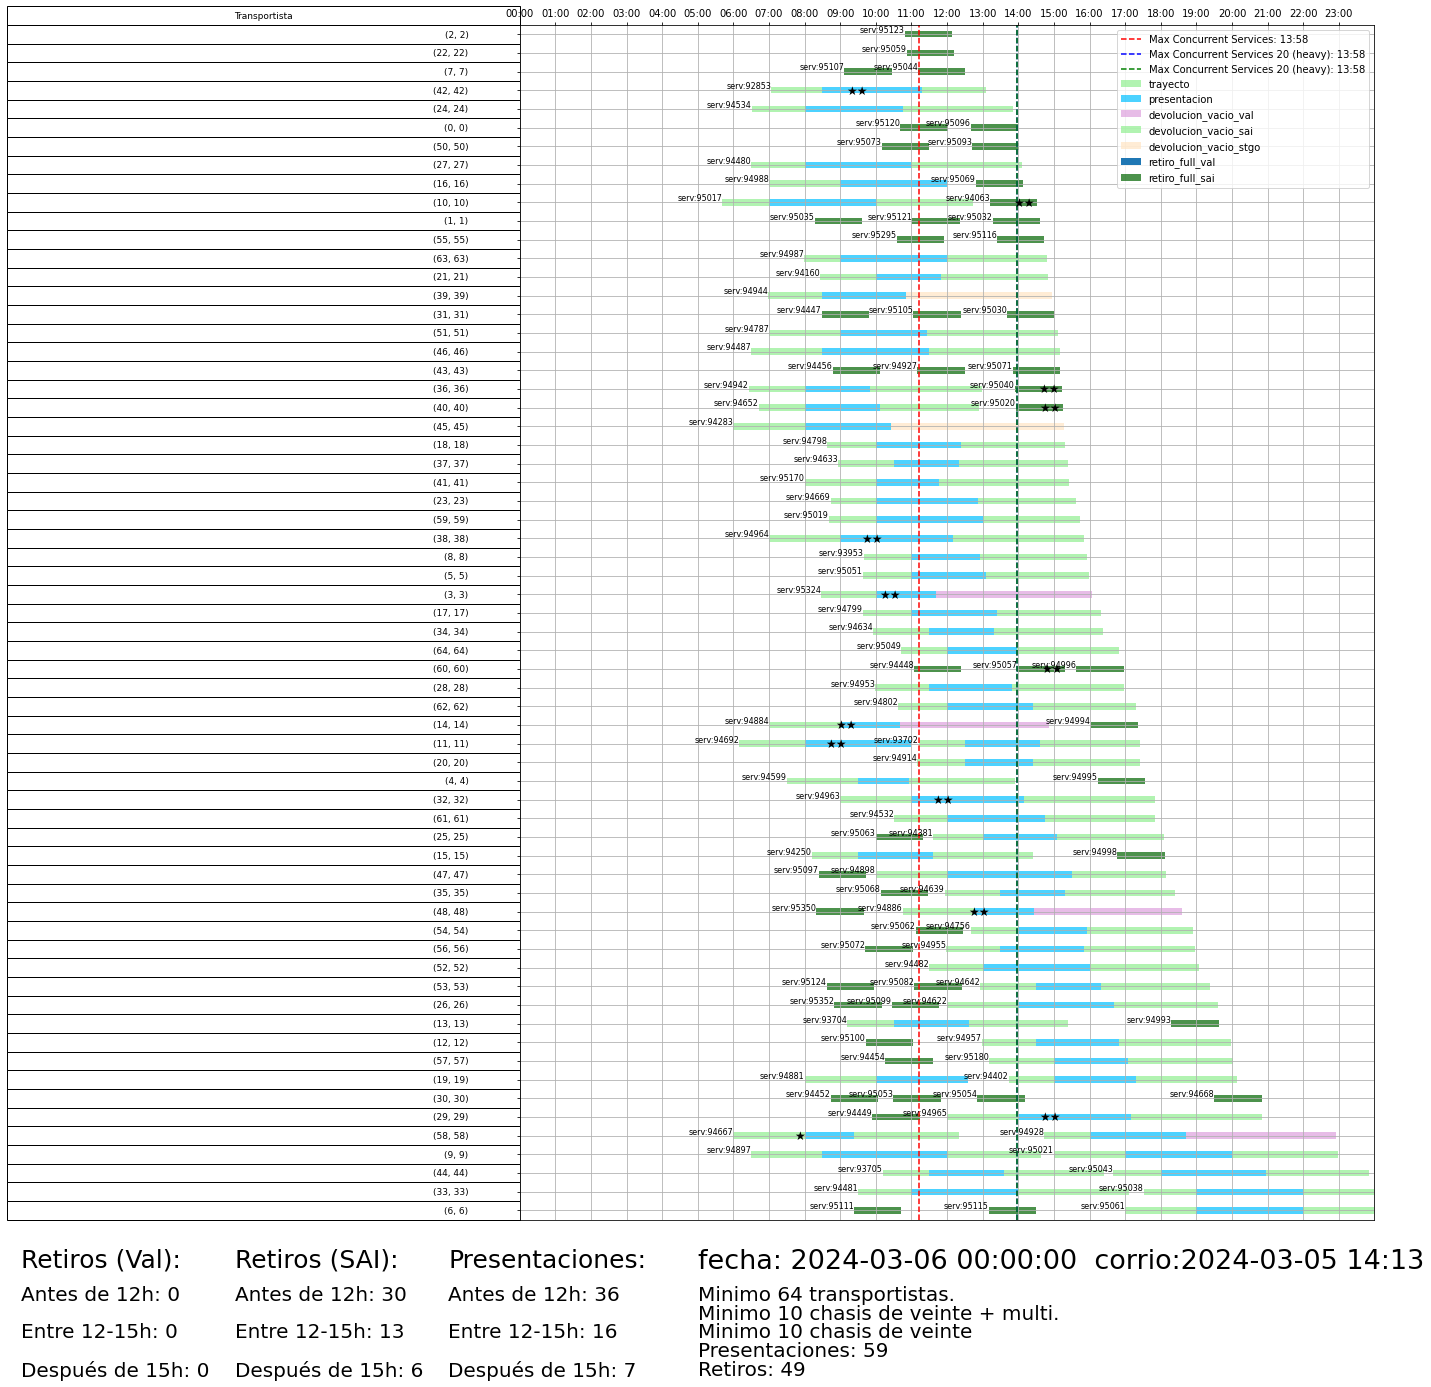 Transportista 00:00 01:00 02:00 03:00 04:00 05:00 06:00 07:00 08:00 09:00 10:00 11:00 12:00 13:00 14:00 15:00 16:00 17:00 18:00 19:00 20:00 21:00 22:00 23:00
Max Concurrent Services: 13:58
Max Concurrent Services 20 (heavy): 13:58
Max Concurrent Services 20 (heavy): 13:58
trayecto
presentacion
devolucion_vacio_val
devolucion_vacio_sai
devolucion_vacio_stgo
retiro_full_val
retiro_full_sai
(2, 2) serv:95123
(22, 22) serv:95059
(7, 7) serv:95107 serv:95044
(42, 42) serv:92853
(24, 24) serv:94534
(0, 0) serv:95120 serv:95096
(50, 50) serv:95073 serv:95093
(27, 27) serv:94480
(16, 16) serv:94988 serv:95069
(10, 10) serv:95017 serv:94063
(1, 1) serv:95035 serv:95121 serv:95032
(55, 55) serv:95295 serv:95116
(63, 63) serv:94987
(21, 21) serv:94160
(39, 39) serv:94944
(31, 31) serv:94447 serv:95105 serv:95030
(51, 51) serv:94787
(46, 46) serv:94487
(43, 43) serv:94456 serv:94927 serv:95071
(36, 36) serv:94942 serv:95040
(40, 40) serv:94652 serv:95020
(45, 45) serv:94283
(18, 18) serv:94798
(37, 37) serv:94633
(41, 41) serv:95170
(23, 23) serv:94669
(59, 59) serv:95019
(38, 38) serv:94964
(8, 8) serv:93953
(5, 5) serv:95051
(3, 3) serv:95324
(17, 17) serv:94799
(34, 34) serv:94634
(64, 64) serv:95049
(60, 60) serv:94448 serv:95057 serv:94996
(28, 28) serv:94953
(62, 62) serv:94802
(14, 14) serv:94884 serv:94994
(11, 11) serv:94692 serv:93702
(20, 20) serv:94914
(4, 4) serv:94599 serv:94995
(32, 32) serv:94963
(61, 61) serv:94532
(25, 25) serv:95063 serv:94381
(15, 15) serv:94250 serv:94998
(47, 47) serv:95097 serv:94898
(35, 35) serv:95068 serv:94639
(48, 48) serv:95350 serv:94886
(54, 54) serv:95062 serv:94756
(56, 56) serv:95072 serv:94955
(52, 52) serv:94482
(53, 53) serv:95124 serv:95082 serv:94642
(26, 26) serv:95352 serv:95099 serv:94622
(13, 13) serv:93704 serv:94993
(12, 12) serv:95100 serv:94957
(57, 57) serv:94454 serv:95180
(19, 19) serv:94881 serv:94402
(30, 30) serv:94452 serv:95053 serv:95054 serv:94668
(29, 29) serv:94449 serv:94965
(58, 58) serv:94667 serv:94928
(9, 9) serv:94897 serv:95021
(44, 44) serv:93705 serv:95043
(33, 33) serv:94481 serv:95038
(6, 6) serv:95111 serv:95115 serv:95061
Retiros (Val): Retiros (SAI): Presentaciones: fecha: 2024-03-06 00:00:00 corrio:2024-03-05 14:13
Antes de 12h: 0 Antes de 12h: 30 Antes de 12h: 36 Minimo 64 transportistas.
Minimo 10 chasis de veinte + multi.
Entre 12-15h: 0 Entre 12-15h: 13 Entre 12-15h: 16 Minimo 10 chasis de veinte
Presentaciones: 59
Después de 15h: 0 Después de 15h: 6 Después de 15h: 7 Retiros: 49